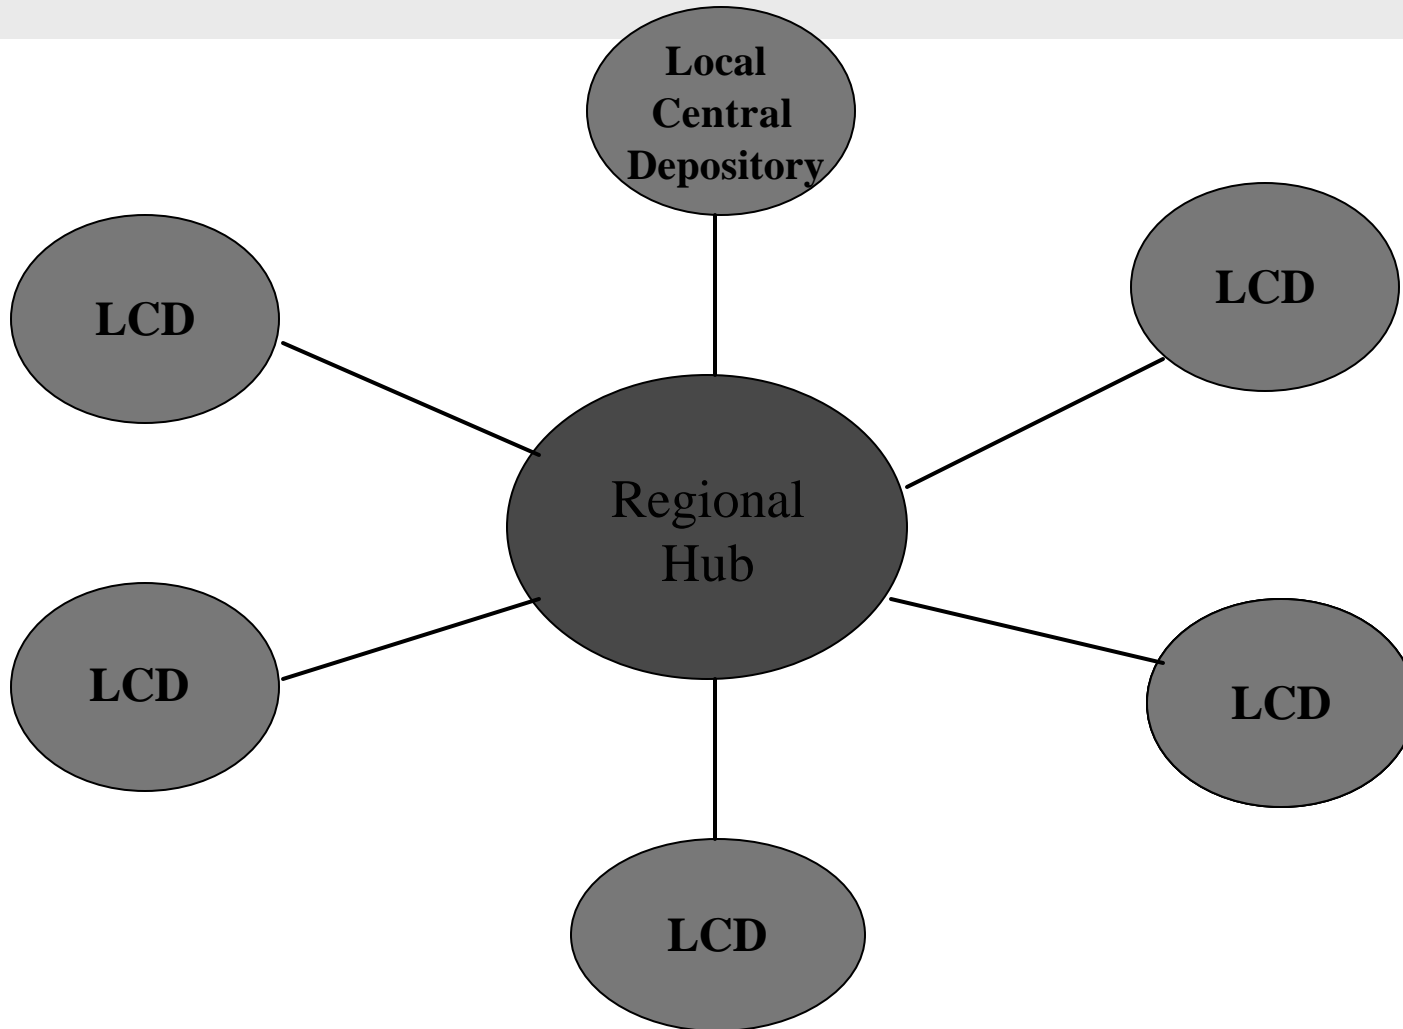 Local
Central
Depository
LCD
LCD
Regional
Hub
LCD
LCD
LCD